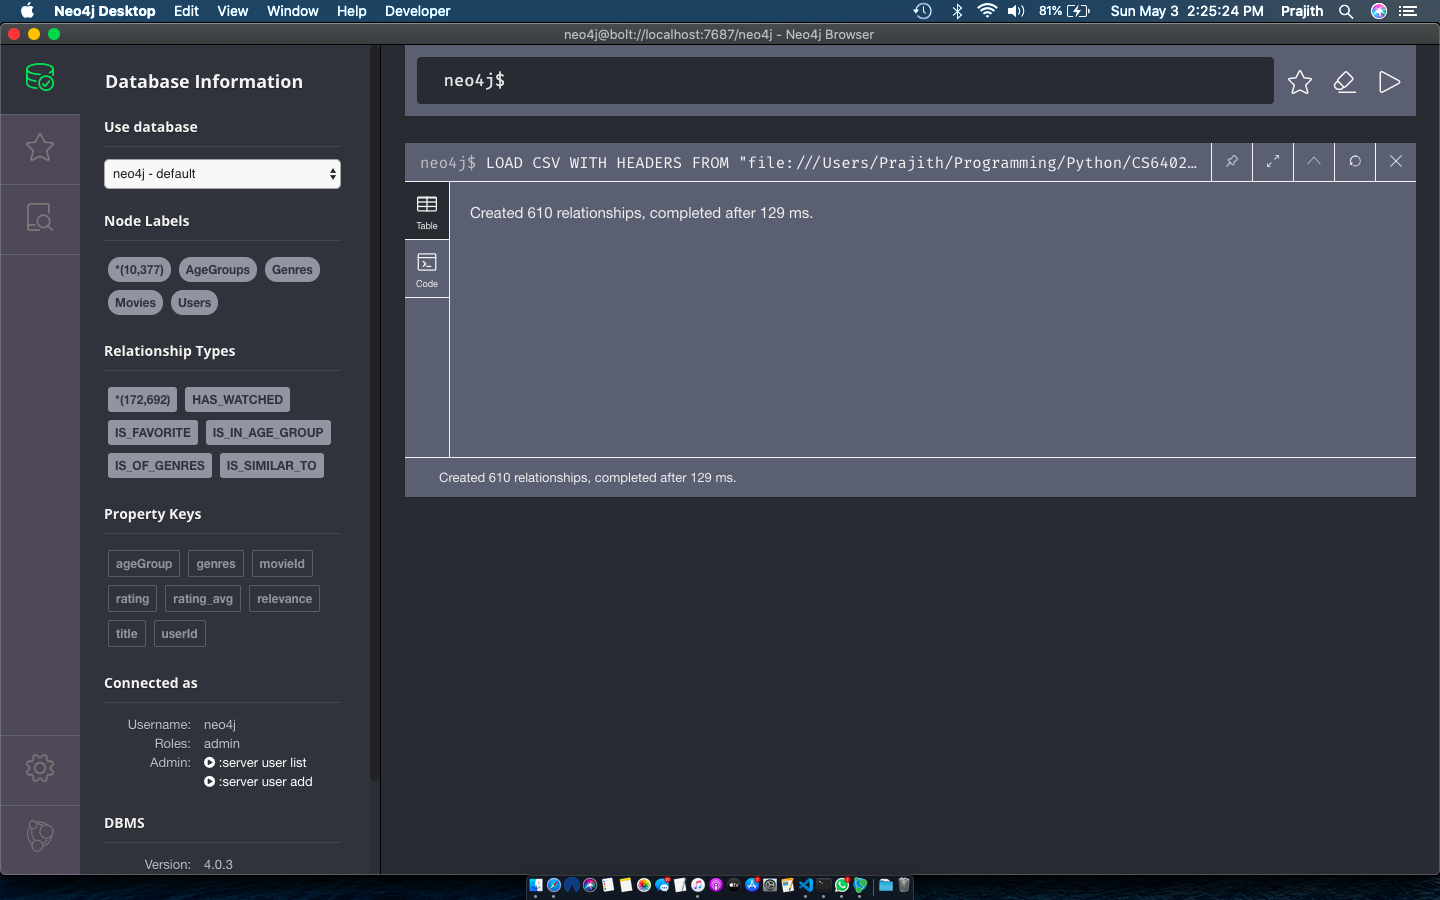 Neo4j Desktop Edit View Window Help Developer 81% Sun May 3 2:25:24 PM Prajith
neo4j@bolt://localhost:7687/neo4j - Neo4j Browser
Database Information
Use database
neo4j - default
Node Labels
*(10,377) AgeGroups Genres
Movies Users
Relationship Types
*(172,692) HAS_WATCHED
IS_FAVORITE IS_IN_AGE_GROUP
IS_OF_GENRES IS_SIMILAR_TO
Property Keys
ageGroup genres movieId
rating rating_avg relevance
title userId
Connected as
Username: neo4j
Roles: admin
Admin: :server user list
:server user add
DBMS
Version: 4.0.3
neo4j$
neo4j$ LOAD CSV WITH HEADERS FROM "file:///Users/Prajith/Programming/Python/CS6402…
Table
Code
Created 610 relationships, completed after 129 ms.
Created 610 relationships, completed after 129 ms.